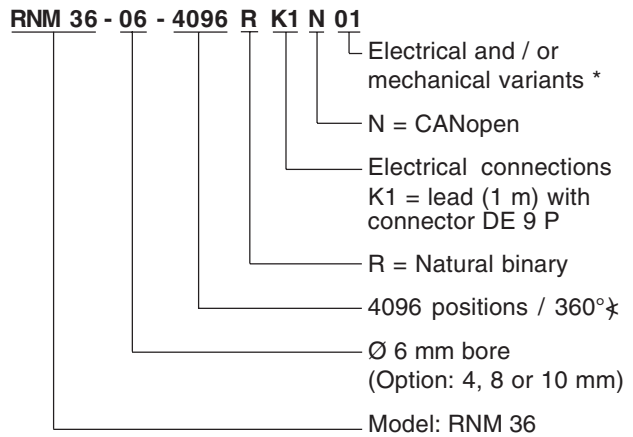 RNM 36 - 06 - 4096 R K1 N 01
Electrical and / or
mechanical variants *
N = CANopen
Electrical connections
K1 = lead (1 m) with
connector DE 9 P
R = Natural binary
4096 positions / 360°∢
Ø 6 mm bore
(Option: 4, 8 or 10 mm)
Model: RNM 36